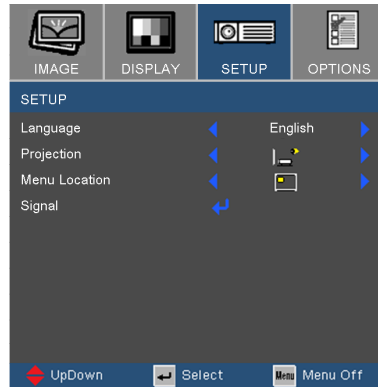 IMAGE DISPLAY SETUP OPTIONS
SETUP
Language English
Projection
Menu Location
Signal
UpDown Select Menu Menu Off